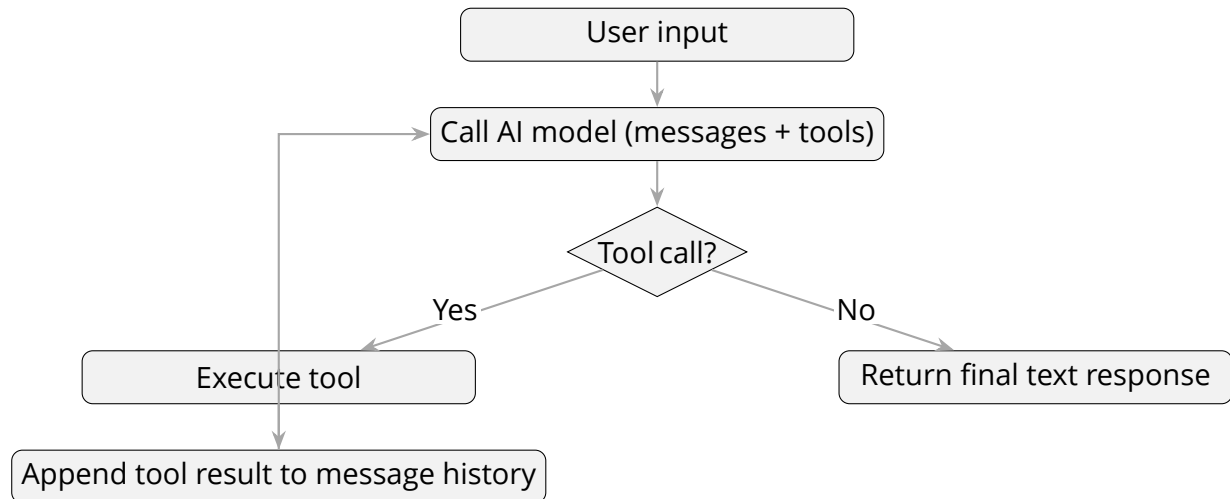 User input
Call AI model (messages + tools)
Tool call?
Yes
No
Execute tool
Return final text response
Append tool result to message history